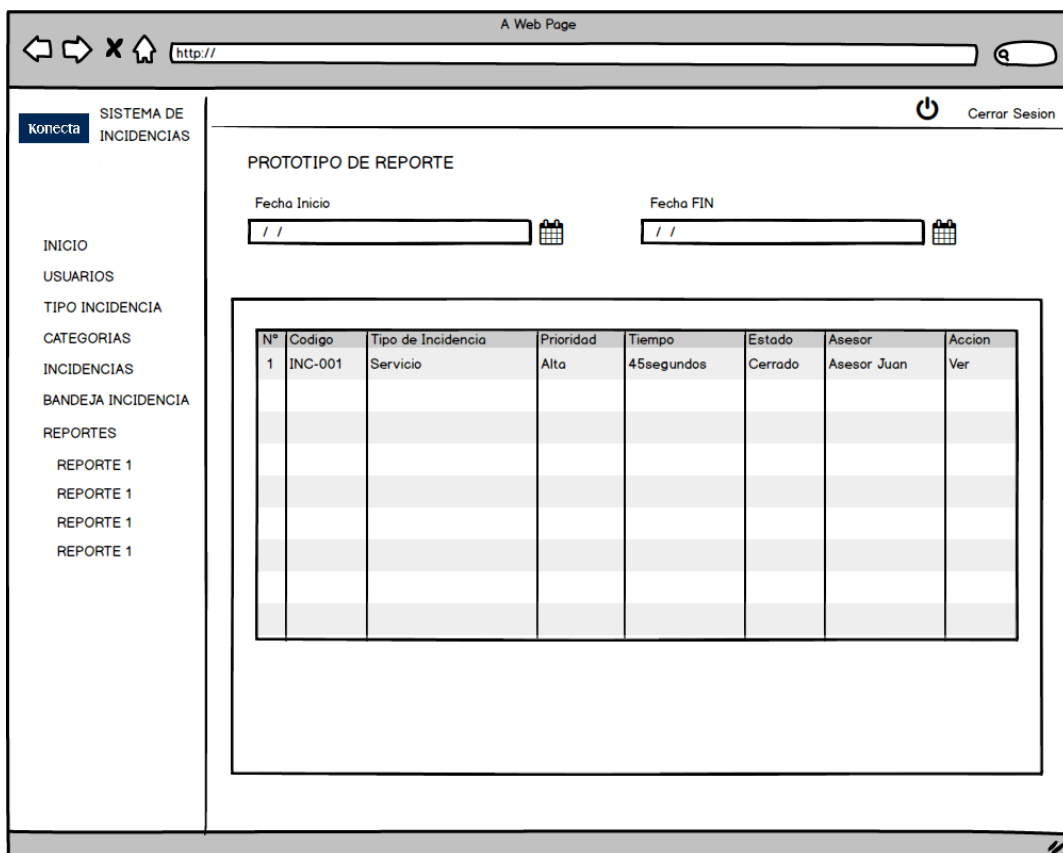 A Web Page
http://
Konecta
SISTEMA DE
INCIDENCIAS
Cerrar Sesion
INICIO
USUARIOS
TIPO INCIDENCIA
CATEGORIAS
INCIDENCIAS
BANDEJA INCIDENCIA
REPORTES
REPORTE 1
REPORTE 1
REPORTE 1
REPORTE 1
PROTOTIPO DE REPORTE
Fecha Inicio
/ /
Fecha FIN
/ /
N° Codigo Tipo de Incidencia Prioridad Tiempo Estado Asesor Accion
1 INC-001 Servicio Alta 45segundos Cerrado Asesor Juan Ver